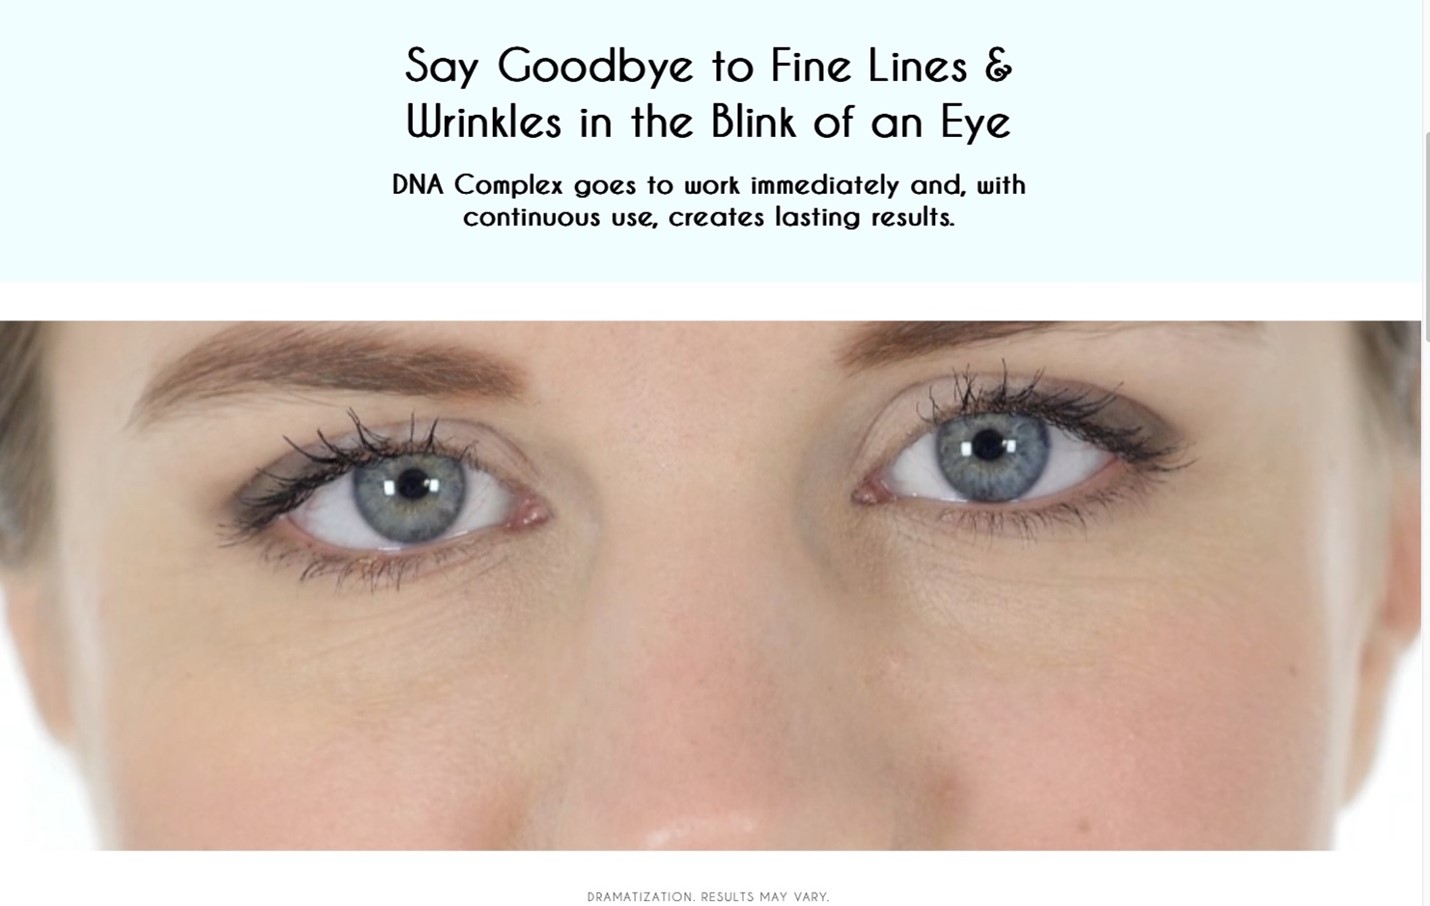 Say Goodbye to Fine Lines &
Wrinkles in the Blink of an Eye
DNA Complex goes to work immediately and, with
continuous use, creates lasting results.
DRAMATIZATION. RESULTS MAY VARY.